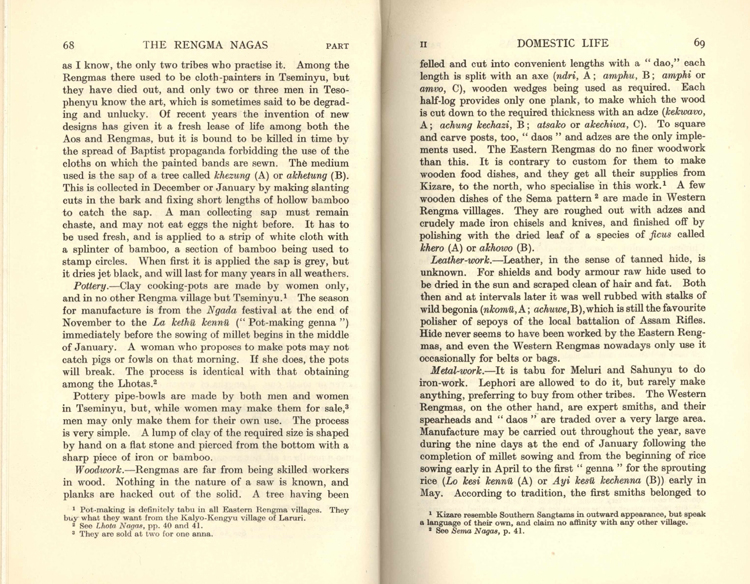 68 THE RENGMA NAGAS PART
as I know, the only two tribes who practise it. Among the
Rengmas there used to be cloth-painters in Tseminyu, but
they have died out, and only two or three men in Teso-
phenyu know the art, which is sometimes said to be degrad-
ing and unlucky. Of recent years the invention of new
designs has given it a fresh lease of life among both the
Aos and Rengmas, but it is bound to be killed in time by
the spread of Baptist propaganda forbidding the use of the
cloths on which the painted bands are sewn. The medium
used is the sap of a tree called khezung (A) or akhetung (B).
This is collected in December or January by making slanting
cuts in the bark and fixing short lengths of hollow bamboo
to catch the sap. A man collecting sap must remain
chaste, and may not eat eggs the night before. It has to
be used fresh, and is applied to a strip of white cloth with
a splinter of bamboo, a section of bamboo being used to
stamp circles. When first it is applied the sap is grey, but
it dries jet black, and will last for many years in all weathers.
Pottery.—Clay cooking-pots are made by women only,
and in no other Rengma village but Tseminyu.¹ The season
for manufacture is from the Ngada festival at the end of
November to the La kethü kennü (“ Pot-making genna ”)
immediately before the sowing of millet begins in the middle
of January. A woman who proposes to make pots may not
catch pigs or fowls on that morning. If she does, the pots
will break. The process is identical with that obtaining
among the Lhotas.²
Pottery pipe-bowls are made by both men and women
in Tseminyu, but, while women may make them for sale,³
men may only make them for their own use. The process
is very simple. A lump of clay of the required size is shaped
by hand on a flat stone and pierced from the bottom with a
sharp piece of iron or bamboo.
Woodwork.—Rengmas are far from being skilled workers
in wood. Nothing in the nature of a saw is known, and
planks are hacked out of the solid. A tree having been
¹ Pot-making is definitely tabu in all Eastern Rengma villages. They
buy what they want from the Kalyo-Kengyu village of Laruri.
² See Lhota Nagas, pp. 40 and 41.
³ They are sold at two for one anna.
II DOMESTIC LIFE 69
felled and cut into convenient lengths with a “ dao,” each
length is split with an axe (ndri, A ; amphu, B ; amphi or
amvo, C), wooden wedges being used as required. Each
half-log provides only one plank, to make which the wood
is cut down to the required thickness with an adze (kekwavo,
A ; achung kechazi, B ; atsako or akechiwa, C). To square
and carve posts, too, “ daos ” and adzes are the only imple-
ments used. The Eastern Rengmas do no finer woodwork
than this. It is contrary to custom for them to make
wooden food dishes, and they get all their supplies from
Kizare, to the north, who specialise in this work.¹ A few
wooden dishes of the Sema pattern ² are made in Western
Rengma villlages. They are roughed out with adzes and
crudely made iron chisels and knives, and finished off by
polishing with the dried leaf of a species of ficus called
khero (A) or akhowo (B).
Leather-work.—Leather, in the sense of tanned hide, is
unknown. For shields and body armour raw hide used to
be dried in the sun and scraped clean of hair and fat. Both
then and at intervals later it was well rubbed with stalks of
wild begonia (nkomü, A ; achuwe, B), which is still the favourite
polisher of sepoys of the local battalion of Assam Rifles.
Hide never seems to have been worked by the Eastern Reng-
mas, and even the Western Rengmas nowadays only use it
occasionally for belts or bags.
Metal-work.—It is tabu for Meluri and Sahunyu to do
iron-work. Lephori are allowed to do it, but rarely make
anything, preferring to buy from other tribes. The Western
Rengmas, on the other hand, are expert smiths, and their
spearheads and “ daos ” are traded over a very large area.
Manufacture may be carried out throughout the year, save
during the nine days at the end of January following the
completion of millet sowing and from the beginning of rice
sowing early in April to the first “ genna ” for the sprouting
rice (Lo kesi kennü (A) or Ayi kesü kechenna (B)) early in
May. According to tradition, the first smiths belonged to
¹ Kizare resemble Southern Sangtams in outward appearance, but speak
a language of their own, and claim no affinity with any other village.
² See Sema Nagas, p. 41.